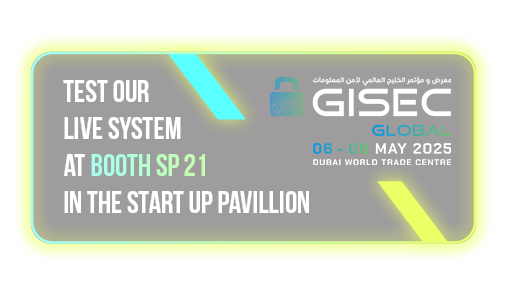 TEST OUR
LIVE SYSTEM
AT BOOTH SP 21
IN THE START UP PAVILLION
معرض و مؤتمر الخليج العالمي لأمن المعلومات
GISEC
GLOBAL
06 - 08 MAY 2025
DUBAI WORLD TRADE CENTRE